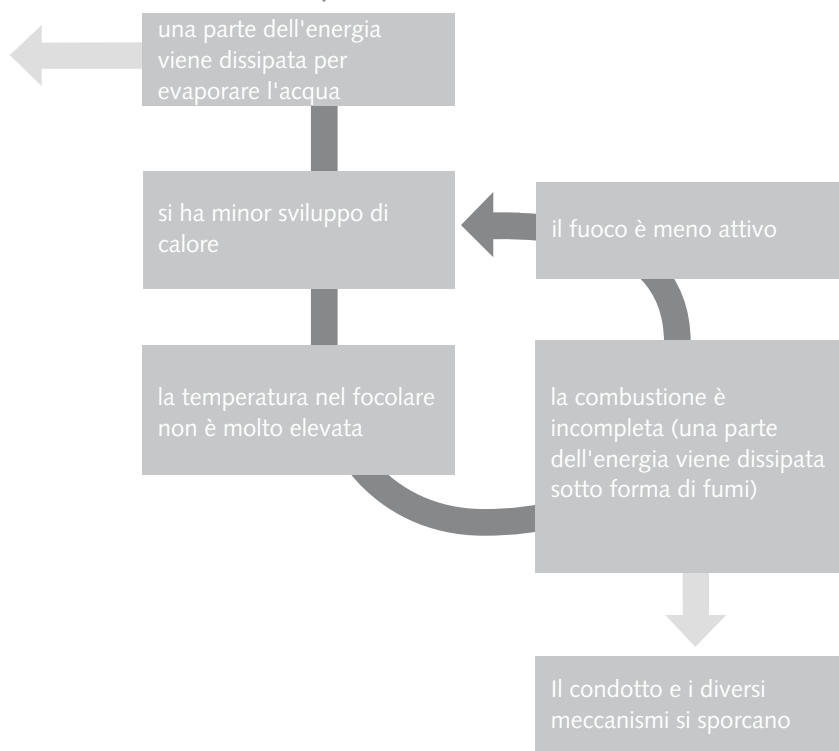 una parte dell'energia
viene dissipata per
evaporare l'acqua
si ha minor sviluppo di
calore
il fuoco è meno attivo
la temperatura nel focolare
non è molto elevata
la combustione è
incompleta (una parte
dell'energia viene dissipata
sotto forma di fumi)
Il condotto e i diversi
meccanismi si sporcano